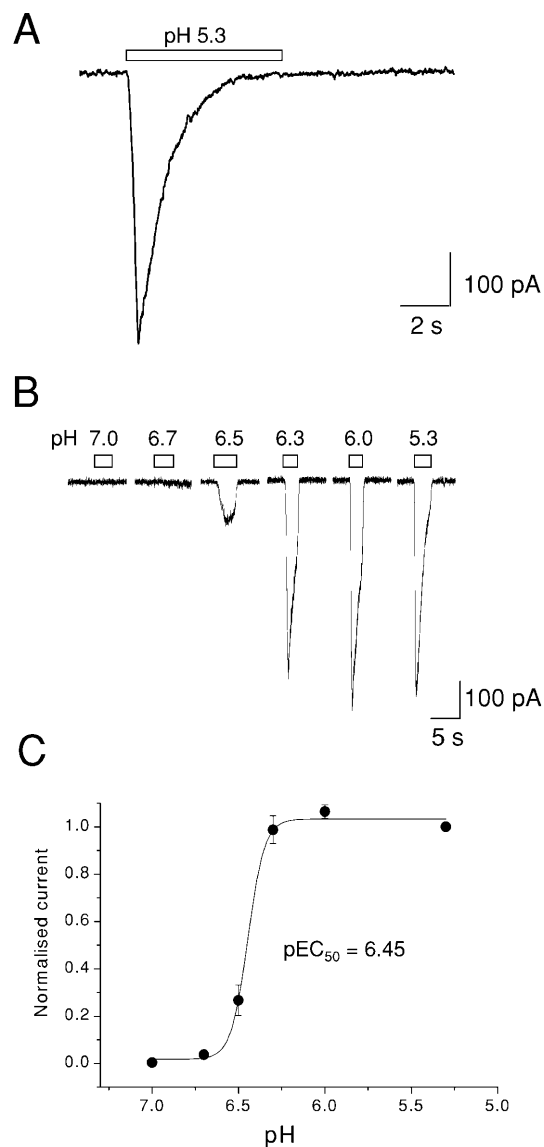 A
pH 5.3
100 pA
2 s
B
pH 7.0 6.7 6.5 6.3 6.0 5.3
100 pA
5 s
C
1.0
0.8
0.6
0.4
0.2
0.0
Normalised current
pEC50 = 6.45
7.0 6.5 6.0 5.5 5.0
pH